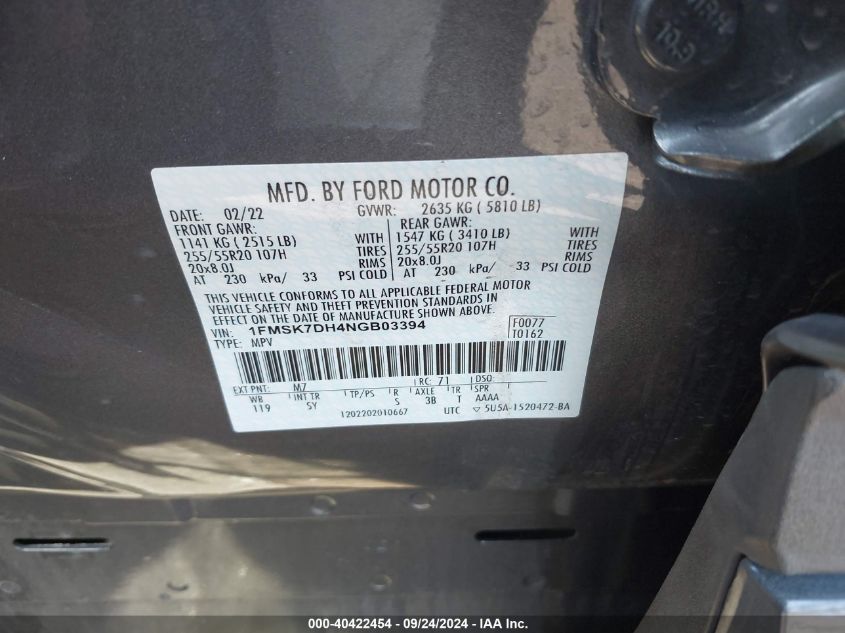 MFD. BY FORD MOTOR CO.
DATE: 02/22 GVWR: 2635 KG ( 5810 LB)
FRONT GAWR: REAR GAWR:
1141 KG ( 2515 LB) WITH 1547 KG ( 3410 LB) WITH
255/55R20 107H TIRES 255/55R20 107H TIRES
20x8.0J RIMS 20x8.0J RIMS
AT 230 kPa/ 33 PSI COLD AT 230 kPa/ 33 PSI COLD
THIS VEHICLE CONFORMS TO ALL APPLICABLE FEDERAL MOTOR
VEHICLE SAFETY AND THEFT PREVENTION STANDARDS IN
EFFECT ON THE DATE OF MANUFACTURE SHOWN ABOVE.
VIN: 1FMSK7DH4NGB03394 F0077
TYPE: MPV T0162
EXT PNT: M7 RC: 71 DSO:
WB INT TR TP/PS R AXLE TR SPR
119 5Y S 3B T AAAA
1202202010667 UTC ▽ 5U5A-1520472-BA
000-40422454 - 09/24/2024 - IAA Inc.